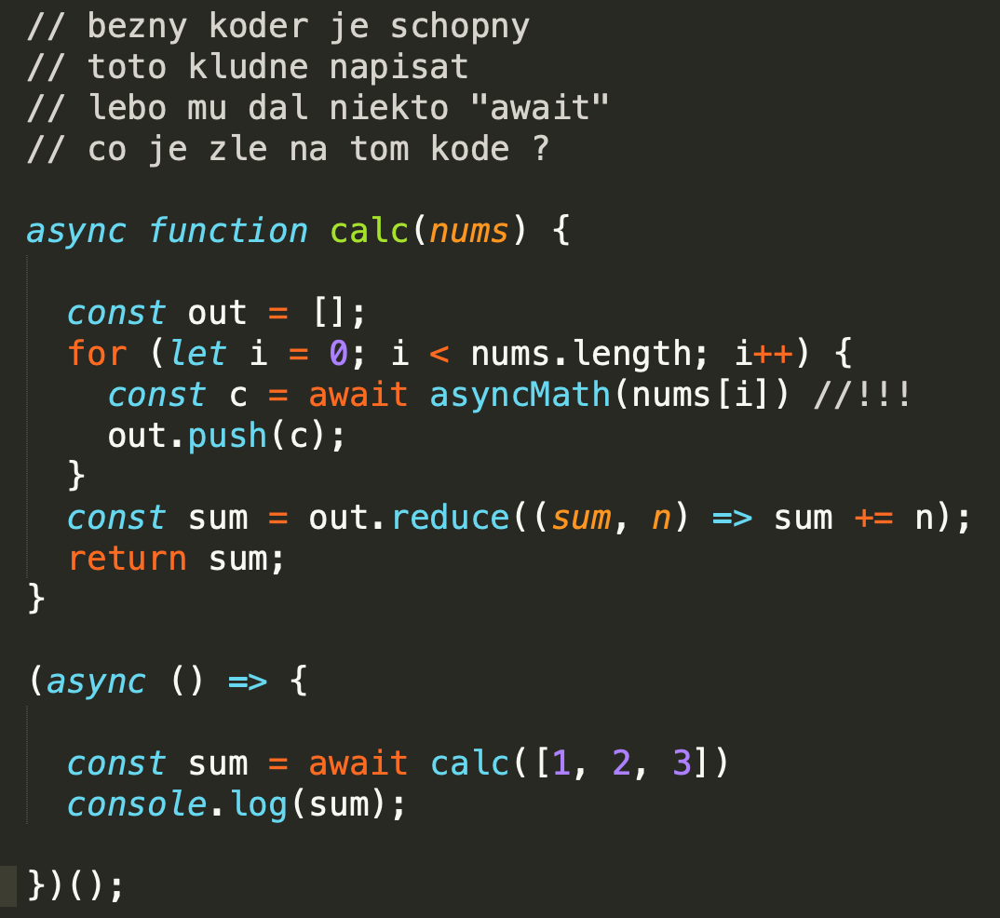 // bezny koder je schopny
// toto kludne napisat
// lebo mu dal niekto "await"
// co je zle na tom kode ?
async function calc(nums) {
const out = [];
for (let i = 0; i < nums.length; i++) {
const c = await asyncMath(nums[i]) //!!!
out.push(c);
}
const sum = out.reduce((sum, n) => sum += n);
return sum;
}
(async () => {
const sum = await calc([1, 2, 3])
console.log(sum);
})();